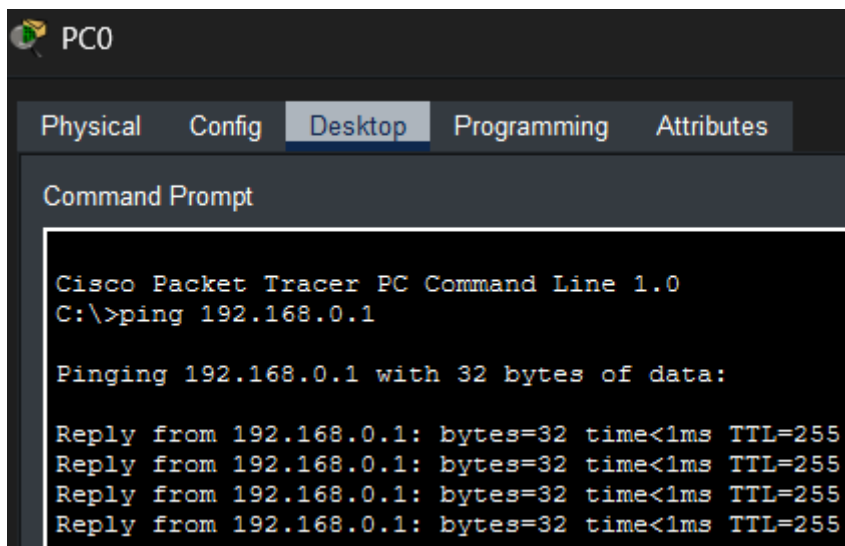 PC0
Physical Config Desktop Programming Attributes
Command Prompt
Cisco Packet Tracer PC Command Line 1.0
C:\>ping 192.168.0.1
Pinging 192.168.0.1 with 32 bytes of data:
Reply from 192.168.0.1: bytes=32 time<1ms TTL=255
Reply from 192.168.0.1: bytes=32 time<1ms TTL=255
Reply from 192.168.0.1: bytes=32 time<1ms TTL=255
Reply from 192.168.0.1: bytes=32 time<1ms TTL=255